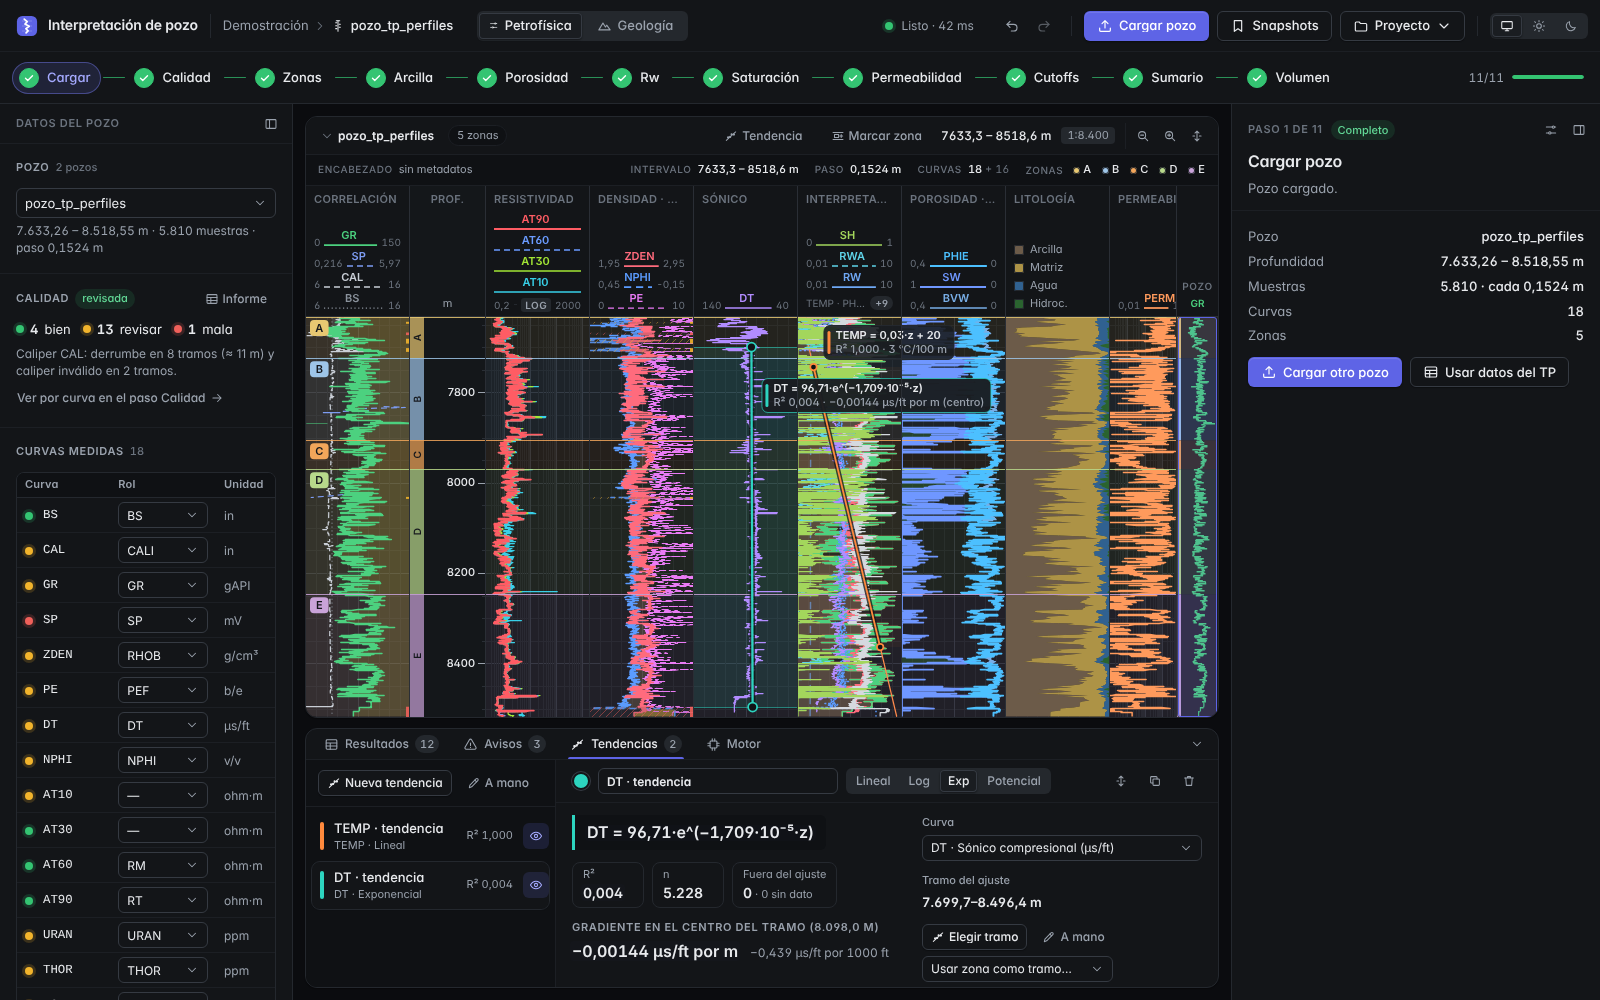 Interpretación de pozo
Demostración
pozo_tp_perfiles
Petrofísica
Geología
Listo · 42 ms
Cargar pozo
Snapshots
Proyecto
Cargar
Calidad
Zonas
Arcilla
Porosidad
Rw
Saturación
Permeabilidad
Cutoffs
Sumario
Volumen
11/11
DATOS DEL POZO
POZO 2 pozos
pozo_tp_perfiles
7.633,26 – 8.518,55 m · 5.810 muestras ·
paso 0,1524 m
CALIDAD revisada Informe
4 bien 13 revisar 1 mala
Caliper CAL: derrumbe en 8 tramos (≈ 11 m) y
caliper inválido en 2 tramos.
Ver por curva en el paso Calidad →
CURVAS MEDIDAS 18
Curva Rol Unidad
BS BS in
CAL CALI in
GR GR gAPI
SP SP mV
ZDEN RHOB g/cm³
PE PEF b/e
DT DT µs/ft
NPHI NPHI v/v
AT10 — ohm·m
AT30 — ohm·m
AT60 RM ohm·m
AT90 RT ohm·m
URAN URAN ppm
THOR THOR ppm
pozo_tp_perfiles 5 zonas
Tendencia Marcar zona 7633,3 – 8518,6 m 1:8.400
ENCABEZADO sin metadatos
INTERVALO 7633,3 – 8518,6 m PASO 0,1524 m CURVAS 18 + 16 ZONAS A B C D E
CORRELACIÓN
0 GR 150
0,216 SP 5,97
6 CAL 16
6 BS 16
PROF.
m
RESISTIVIDAD
AT90
AT60
AT30
AT10
0,2 LOG 2000
DENSIDAD · ...
1,95 ZDEN 2,95
0,45 NPHI −0,15
0 PE 10
SÓNICO
140 DT 40
INTERPRETA...
0 SH 1
0,01 RWA 10
0,01 RW 10
TEMP · PH... +9
POROSIDAD ·...
0,4 PHIE 0
1 SW 0
0,4 BVW 0
LITOLOGÍA
Arcilla
Matriz
Agua
Hidroc.
PERMEABI
0,01 PERM
1
POZO
GR
A
B
C
D
E
A
B
C
D
E
7800
8000
8200
8400
TEMP = 0,03·z + 20
R² 1,000 · 3 °C/100 m
DT = 96,71·e^(−1,709·10⁻⁵·z)
R² 0,004 · −0,00144 µs/ft por m (centro)
Resultados 12
Avisos 3
Tendencias 2
Motor
Nueva tendencia
A mano
TEMP · tendencia
TEMP · Lineal
R² 1,000
DT · tendencia
DT · Exponencial
R² 0,004
DT · tendencia
Lineal Log Exp Potencial
DT = 96,71·e^(−1,709·10⁻⁵·z)
R²
0,004
n
5.228
Fuera del ajuste
0 · 0 sin dato
GRADIENTE EN EL CENTRO DEL TRAMO (8.098,0 M)
−0,00144 µs/ft por m −0,439 µs/ft por 1000 ft
Curva
DT · Sónico compresional (µs/ft)
Tramo del ajuste
7.699,7–8.496,4 m
Elegir tramo
A mano
Usar zona como tramo...
PASO 1 DE 11 Completo
Cargar pozo
Pozo cargado.
Pozo pozo_tp_perfiles
Profundidad 7.633,26 – 8.518,55 m
Muestras 5.810 · cada 0,1524 m
Curvas 18
Zonas 5
Cargar otro pozo
Usar datos del TP